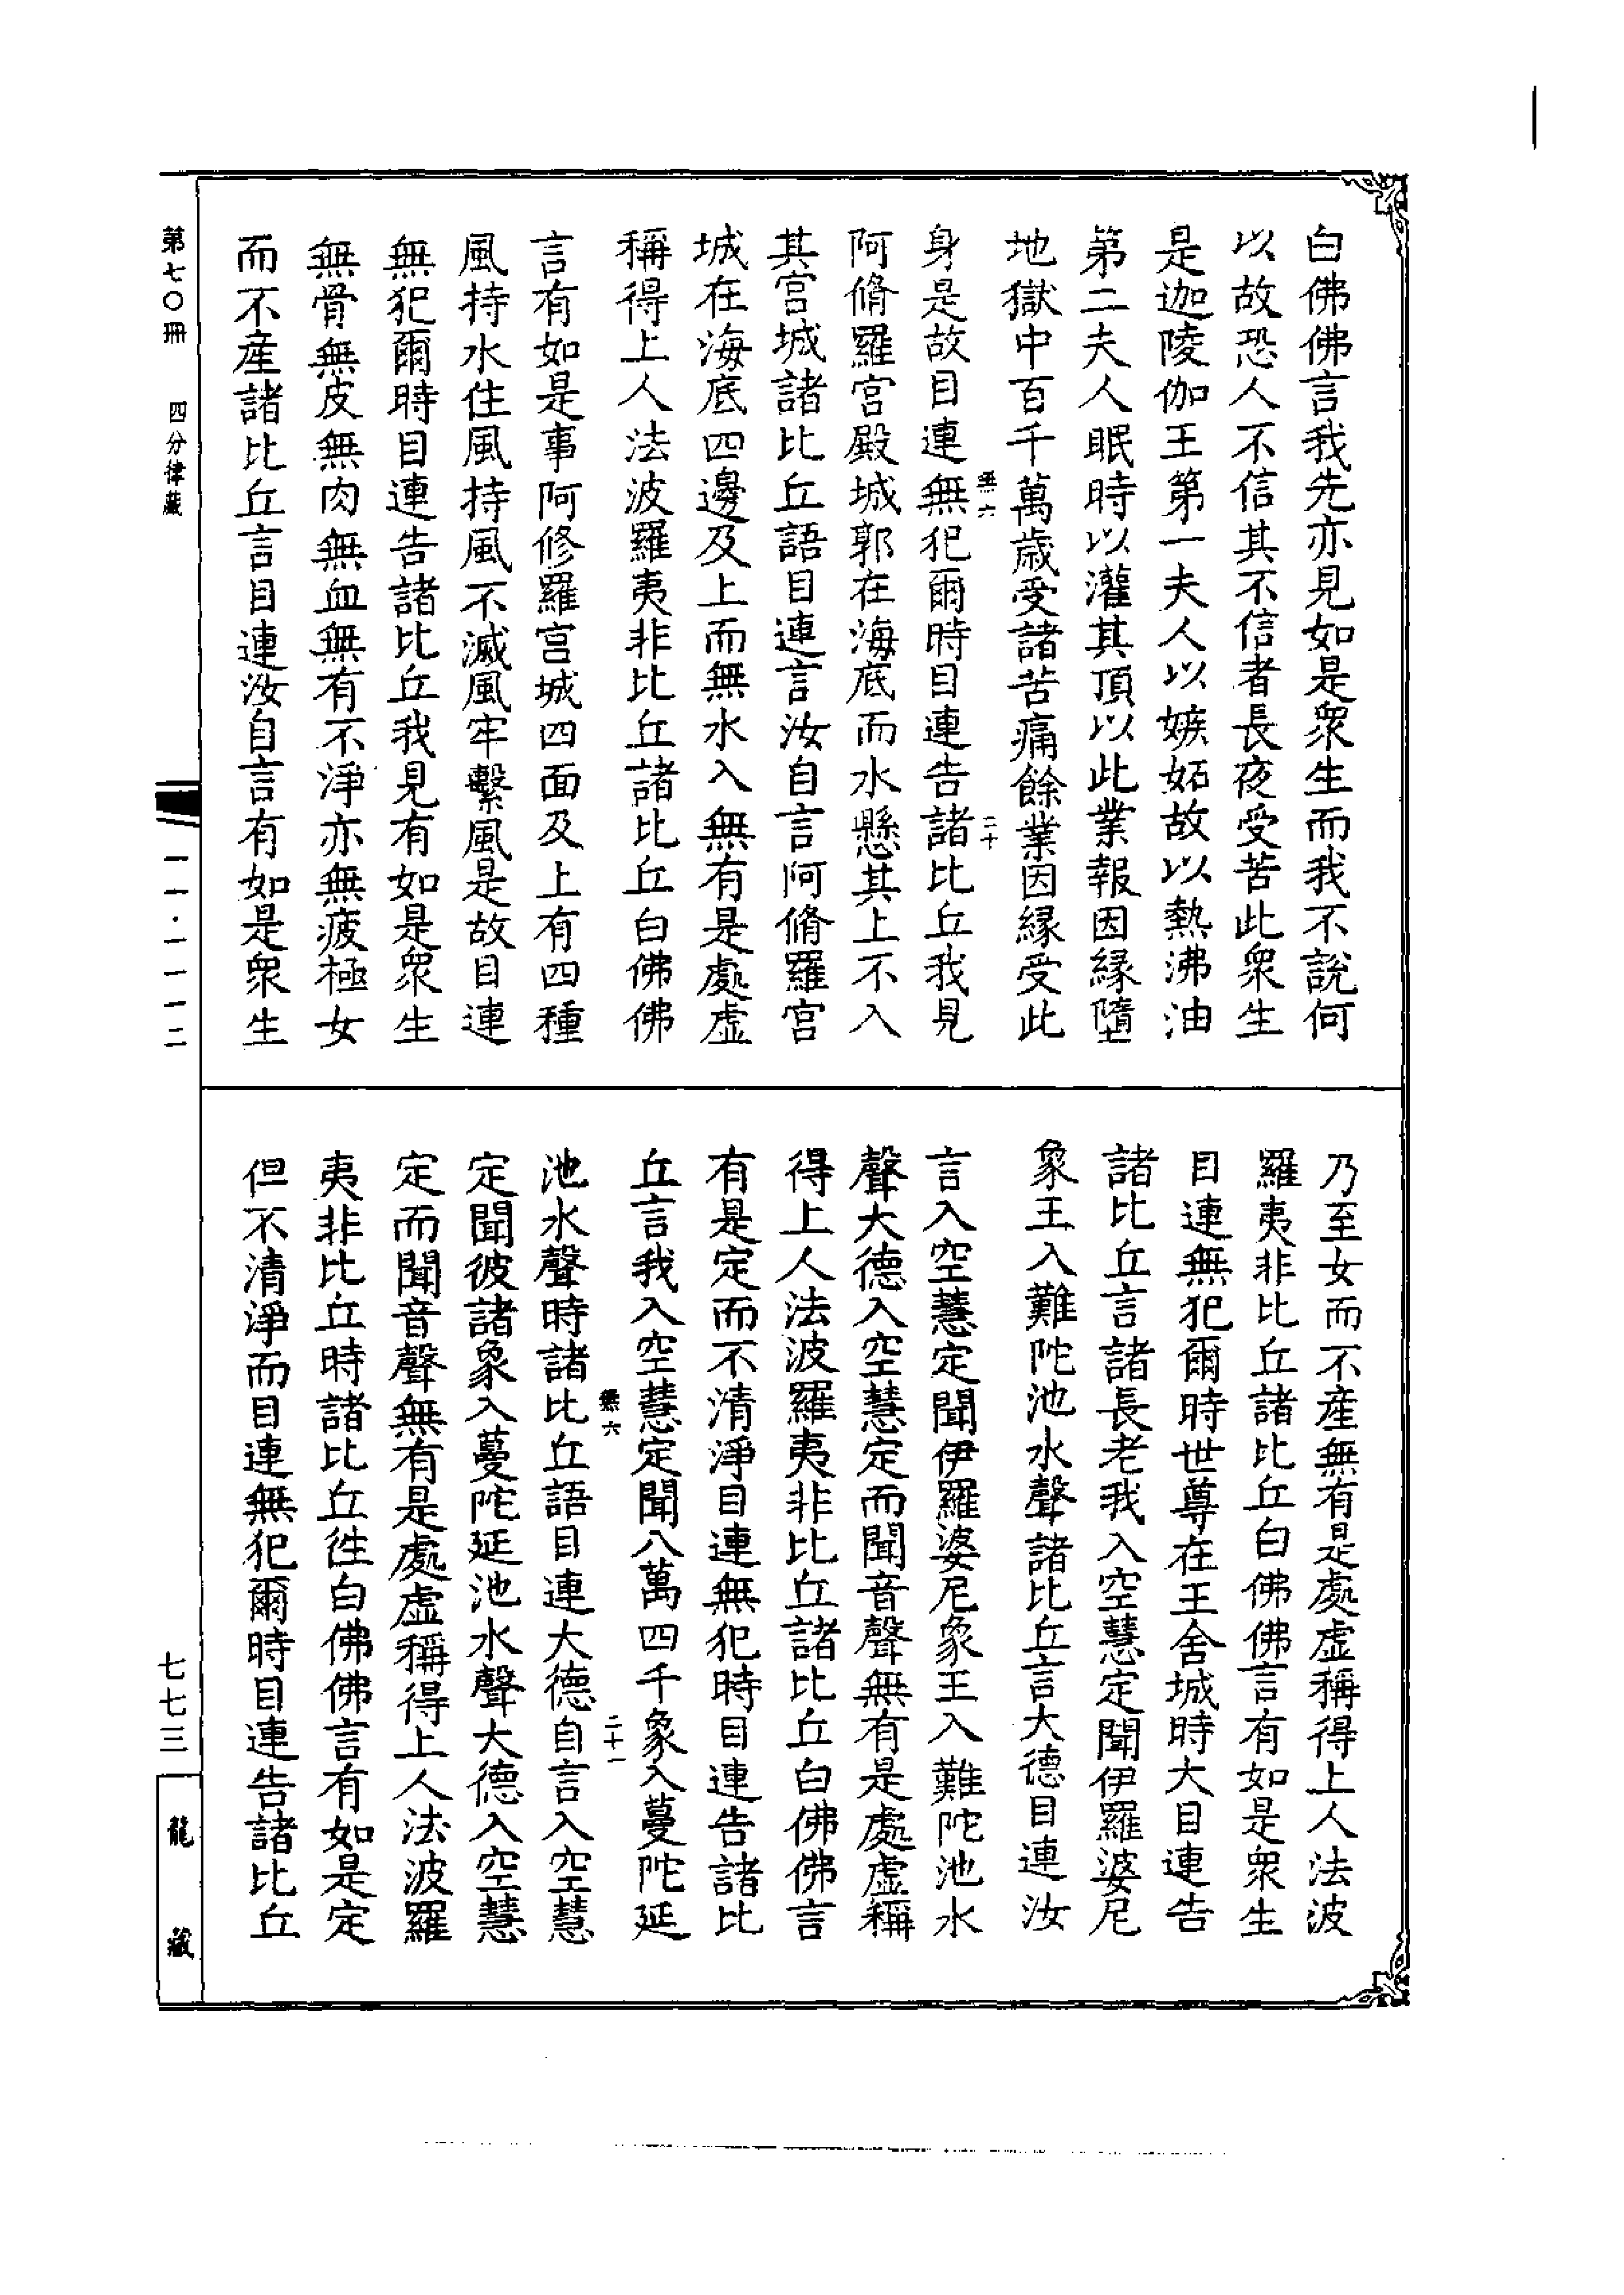 白佛佛言我先亦見如是衆生而我不說何
以故恐人不信其不信者長夜受苦此衆生
是迦陵伽王第一夫人以嫉妬故以熱沸油
第二夫人眠時以灌其頂以此業報因緣墮
地獄中百千萬歲受諸苦痛餘業因緣受此
無六
二十
身是故目連無犯爾時目連告諸比丘我見
阿脩羅宮殿城郭在海底而水懸其上不入
其宮城諸比丘語目連言汝自言阿脩羅宮
城在海底四邊及上而無水入無有是處虛
稱得上人法波羅夷非比丘諸比丘白佛佛
言有如是事阿修羅宮城四面及上有四種
風持水住風持風不滅風牢繫風是故目連
無犯爾時目連告諸比丘我見有如是衆生
無骨無皮無肉無血無有不淨亦無疲極女
而不產諸比丘言目連汝自言有如是衆生
乃至女而不產無有是處虛稱得上人法波
羅夷非比丘諸比丘白佛佛言有如是衆生
目連無犯爾時世尊在王舍城時大目連告
諸比丘言諸長老我入空慧定聞伊羅婆尼
象王入難陀池水聲諸比丘言大德目連汝
言入空慧定聞伊羅婆尼象王入難陀池水
聲大德入空慧定而聞音聲無有是處虛稱
得上人法波羅夷非比丘諸比丘白佛佛言
有是定而不清淨目連無犯時目連告諸比
丘言我入空慧定聞八萬四千象入蔓陀延
無六
二十一
池水聲時諸比丘語目連大德自言入空慧
定聞彼諸象入蔓陀延池水聲大德入空慧
定而聞音聲無有是處虛稱得上人法波羅
夷非比丘時諸比丘徃白佛佛言有如是定
但不清淨而目連無犯爾時目連告諸比丘
第七〇冊
四分律藏
一一·一一一二
七七三
龍藏